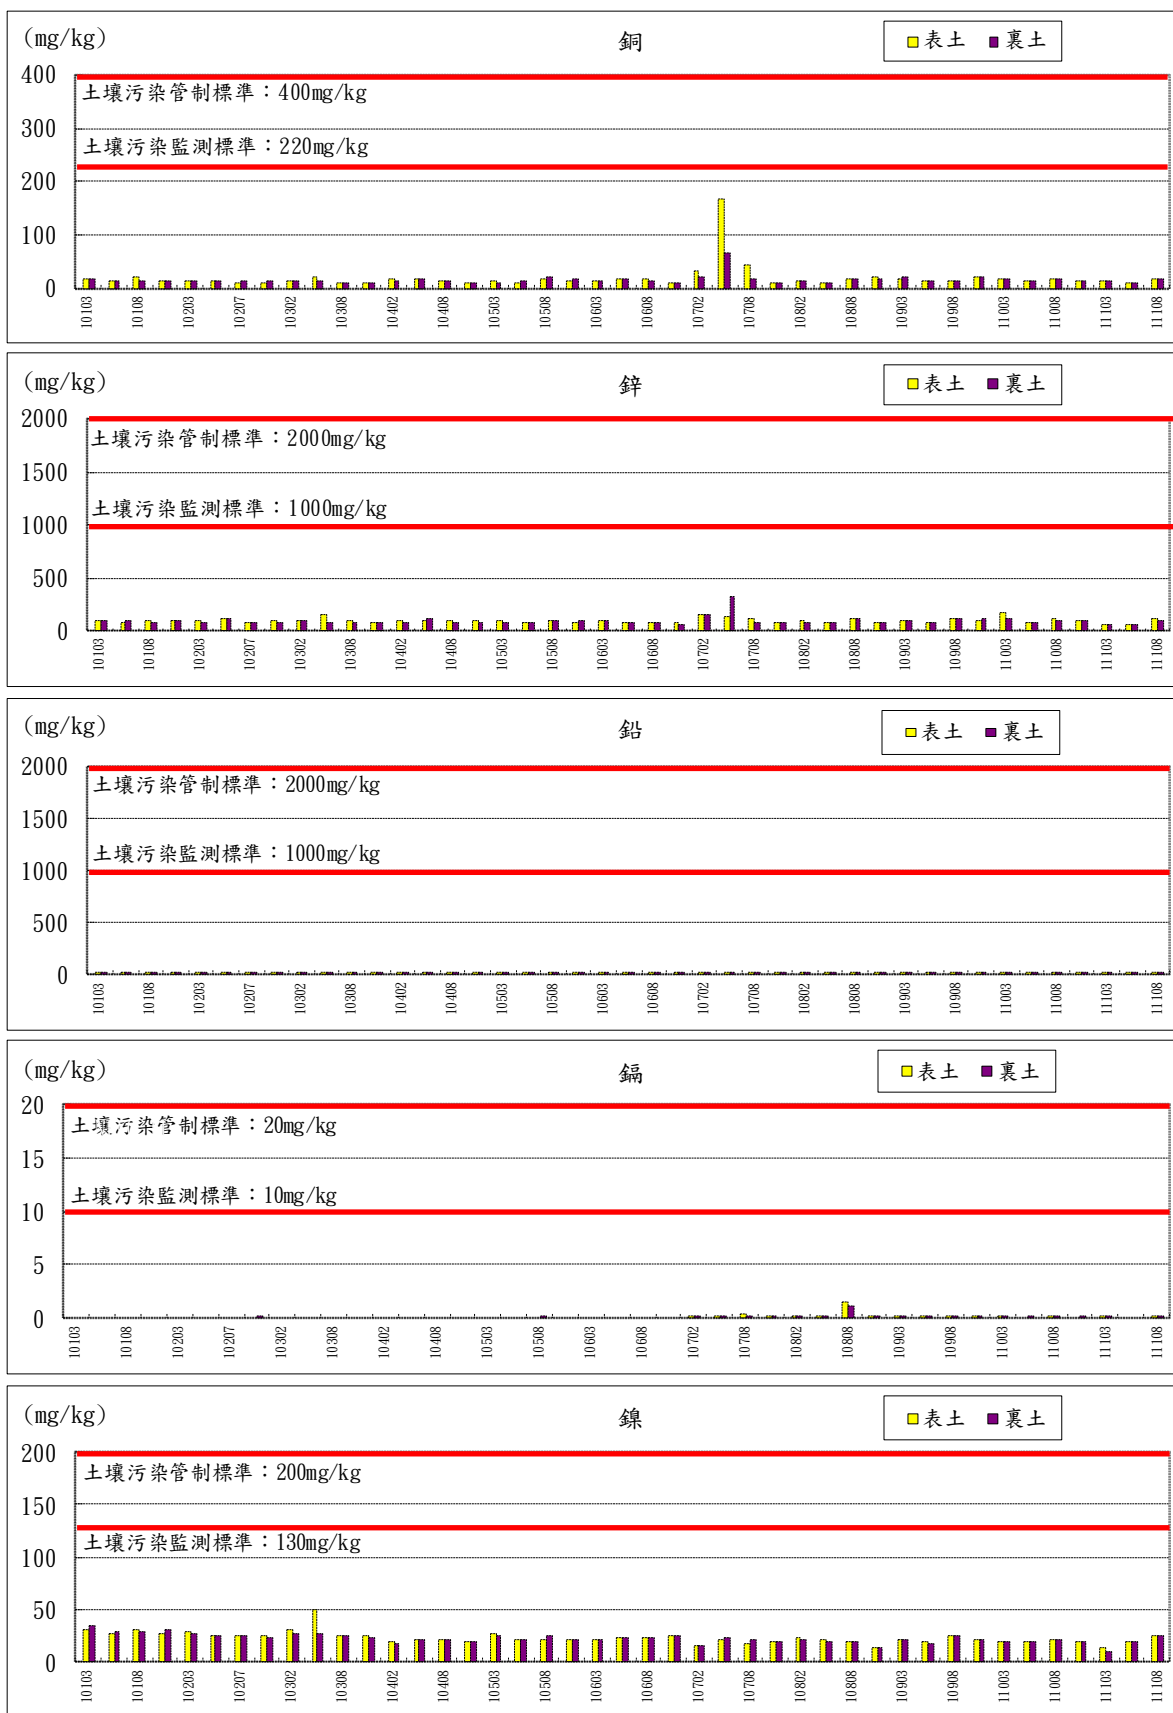 (mg/kg)
銅
表土 裏土
400
土壤污染管制標準：400mg/kg
300
土壤污染監測標準：220mg/kg
200
100
0
10103 10108 10203 10207 10302 10308 10402 10408 10503 10508 10603 10608 10702 10708 10802 10808 10903 10908 11003 11008 11103 11108
(mg/kg)
鋅
表土 裏土
2000
土壤污染管制標準：2000mg/kg
1500
土壤污染監測標準：1000mg/kg
1000
500
0
10103 10108 10203 10207 10302 10308 10402 10408 10503 10508 10603 10608 10702 10708 10802 10808 10903 10908 11003 11008 11103 11108
(mg/kg)
鉛
表土 裏土
2000
土壤污染管制標準：2000mg/kg
1500
土壤污染監測標準：1000mg/kg
1000
500
0
10103 10108 10203 10207 10302 10308 10402 10408 10503 10508 10603 10608 10702 10708 10802 10808 10903 10908 11003 11008 11103 11108
(mg/kg)
鎘
表土 裏土
20
土壤污染管制標準：20mg/kg
15
土壤污染監測標準：10mg/kg
10
5
0
10103 10108 10203 10207 10302 10308 10402 10408 10503 10508 10603 10608 10702 10708 10802 10808 10903 10908 11003 11008 11103 11108
(mg/kg)
鎳
表土 裏土
200
土壤污染管制標準：200mg/kg
150
土壤污染監測標準：130mg/kg
100
50
0
10103 10108 10203 10207 10302 10308 10402 10408 10503 10508 10603 10608 10702 10708 10802 10808 10903 10908 11003 11008 11103 11108